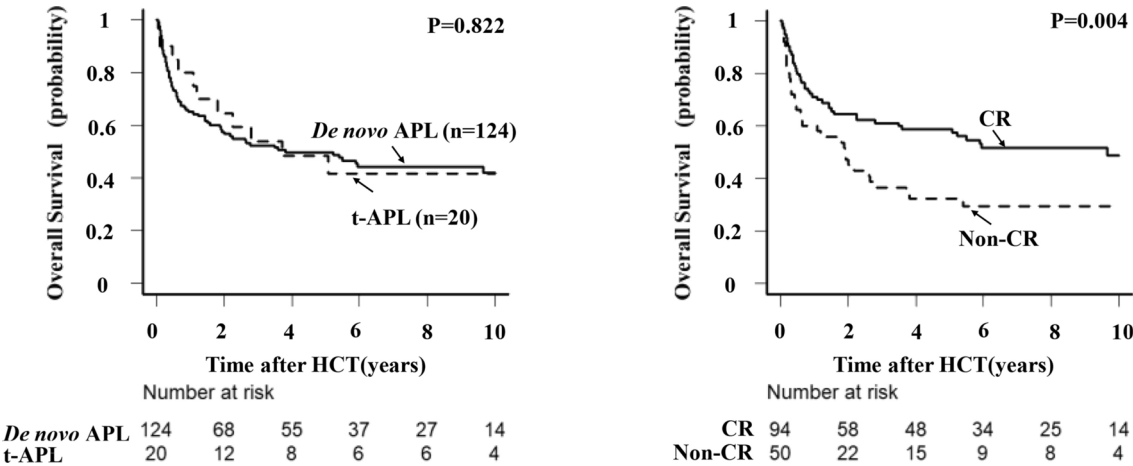 Overall Survival (probability)
P=0.822
1
0.8
0.6
0.4
0.2
0
De novo APL (n=124)
t-APL (n=20)
0 2 4 6 8 10
Time after HCT(years)
Number at risk
De novo APL 124 68 55 37 27 14
t-APL 20 12 8 6 6 4
Overall Survival (probability)
P=0.004
1
0.8
0.6
0.4
0.2
0
CR
Non-CR
0 2 4 6 8 10
Time after HCT(years)
Number at risk
CR 94 58 48 34 25 14
Non-CR 50 22 15 9 8 4